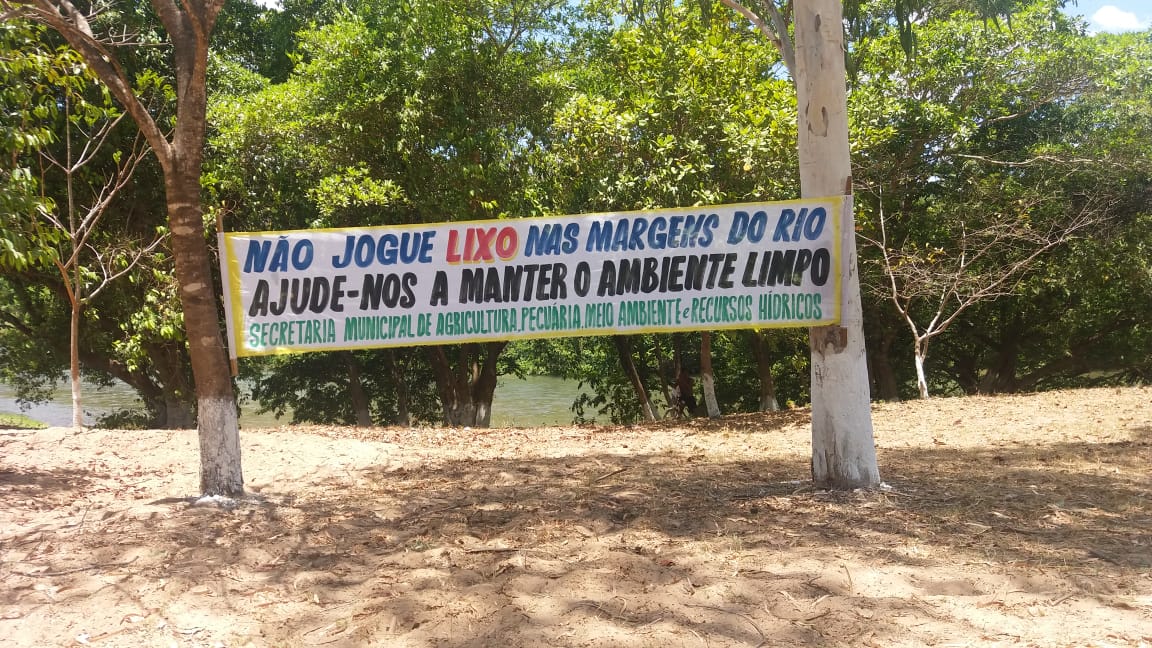 NÃO JOGUE LIXO NAS MARGENS DO RIO
AJUDE-NOS A MANTER O AMBIENTE LIMPO
SECRETARIA MUNICIPAL DE AGRICULTURA, PECUÁRIA, MEIO AMBIENTE e RECURSOS HÍDRICOS